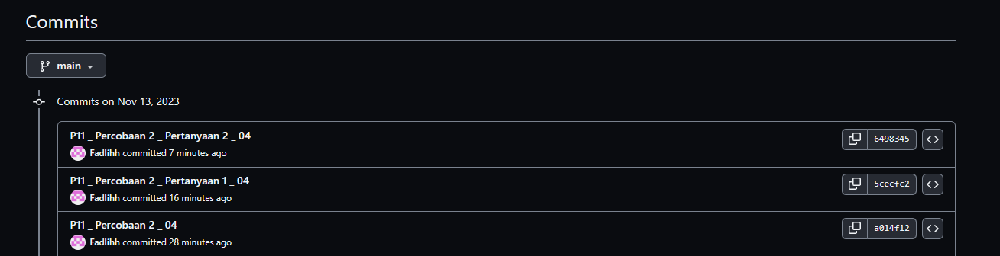 Commits
main
Commits on Nov 13, 2023
P11 _ Percobaan 2 _ Pertanyaan 2 _ 04
6498345
Fadlihh committed 7 minutes ago
P11 _ Percobaan 2 _ Pertanyaan 1 _ 04
5cecfc2
Fadlihh committed 16 minutes ago
P11 _ Percobaan 2 _ 04
a014f12
Fadlihh committed 28 minutes ago